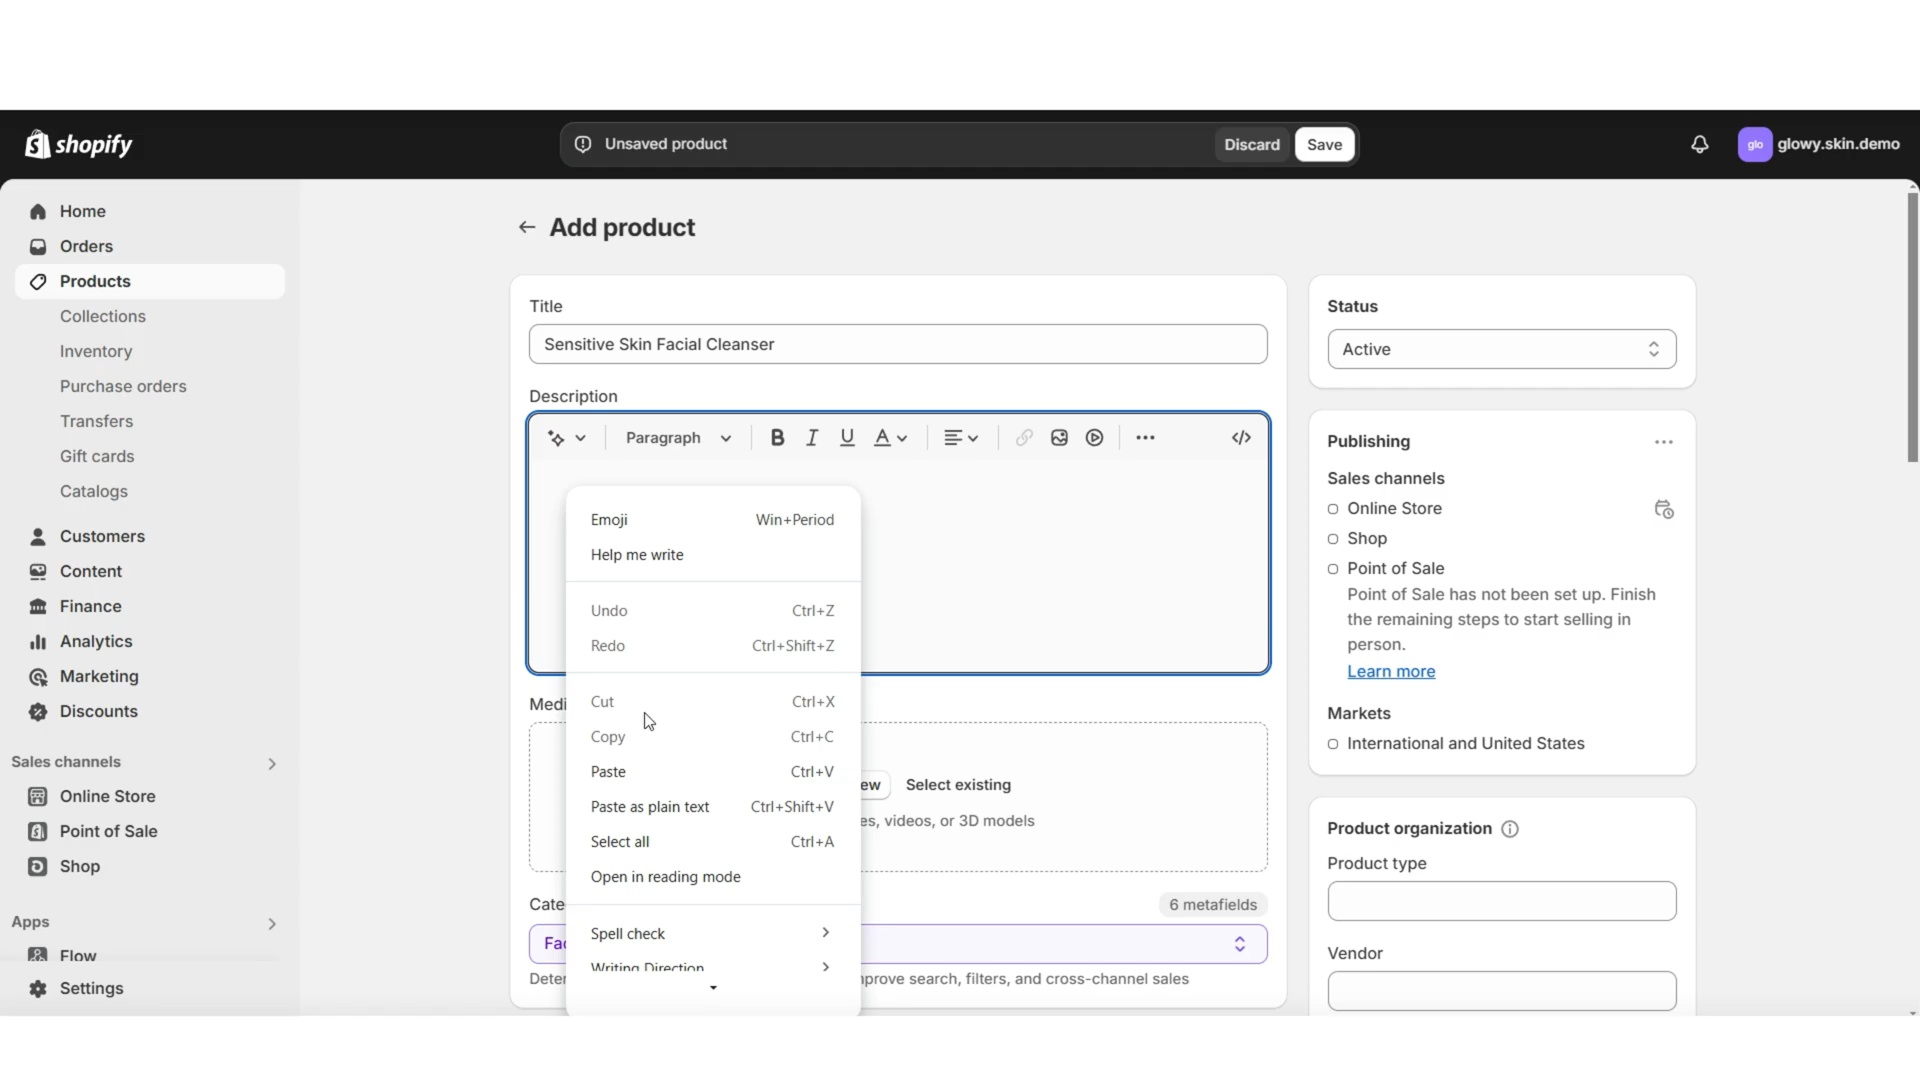 shopify
Unsaved product
Discard
Save
glo
glowy.skin.demo
Home
Orders
Products
Collections
Inventory
Purchase orders
Transfers
Gift cards
Catalogs
Customers
Content
Finance
Analytics
Marketing
Discounts
Sales channels
Online Store
Point of Sale
Shop
Apps
Flow
Settings
Add product
Title
Sensitive Skin Facial Cleanser
Description
Paragraph
B I U A
Emoji Win+Period
Help me write
Undo Ctrl+Z
Redo Ctrl+Shift+Z
Cut Ctrl+X
Copy Ctrl+C
Paste Ctrl+V
Paste as plain text Ctrl+Shift+V
Select all Ctrl+A
Open in reading mode
Spell check
Writing Direction
Medi
ew Select existing
es, videos, or 3D models
Cate
6 metafields
Fac
Deter
prove search, filters, and cross-channel sales
Status
Active
Publishing
Sales channels
Online Store
Shop
Point of Sale
Point of Sale has not been set up. Finish
the remaining steps to start selling in
person.
Learn more
Markets
International and United States
Product organization
Product type
Vendor